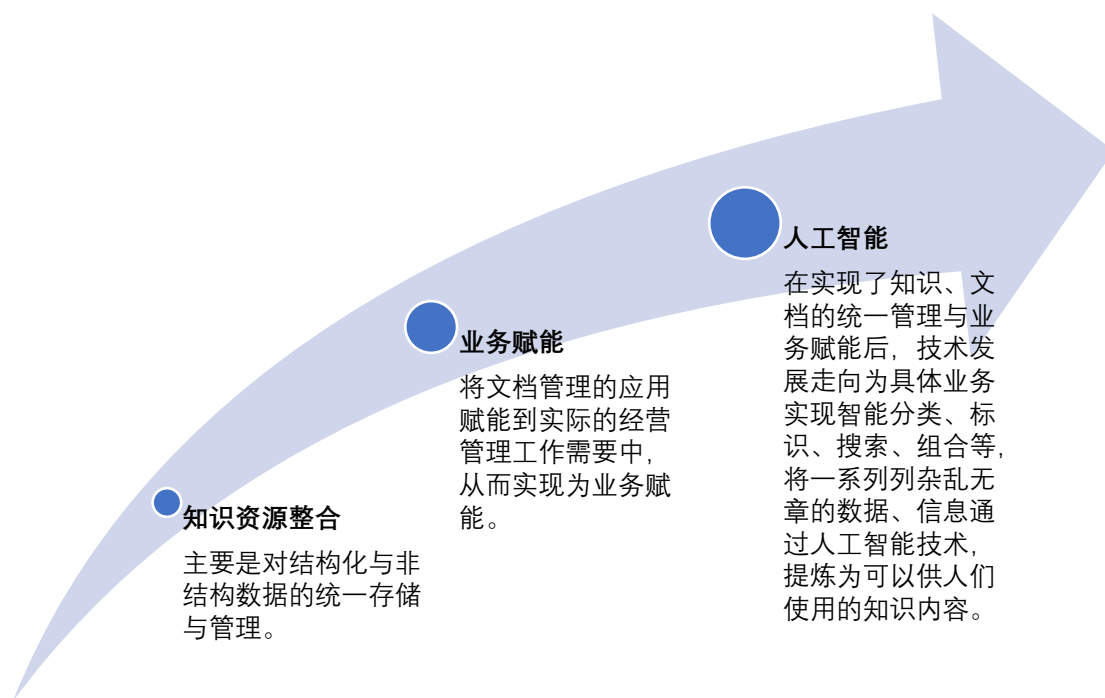 知识资源整合
主要是对结构化与非
结构数据的统一存储
与管理。
业务赋能
将文档管理的应用
赋能到实际的经营
管理工作需要中，
从而实现为业务赋
能。
人工智能
在实现了知识、文
档的统一管理与业
务赋能后，技术发
展走向为具体业务
实现智能分类、标
识、搜索、组合等，
将一系列列杂乱无
章的数据、信息通
过人工智能技术，
提炼为可以供人们
使用的知识内容。